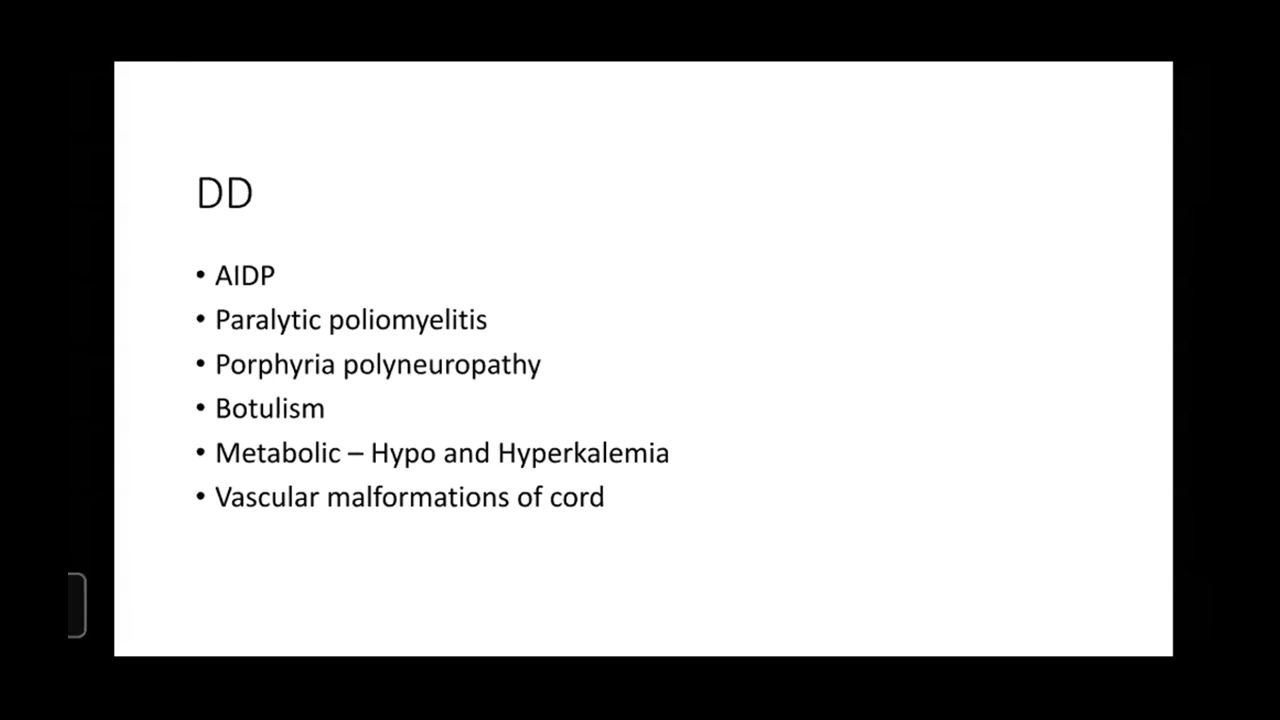 DD
• AIDP
• Paralytic poliomyelitis
• Porphyria polyneuropathy
• Botulism
• Metabolic – Hypo and Hyperkalemia
• Vascular malformations of cord